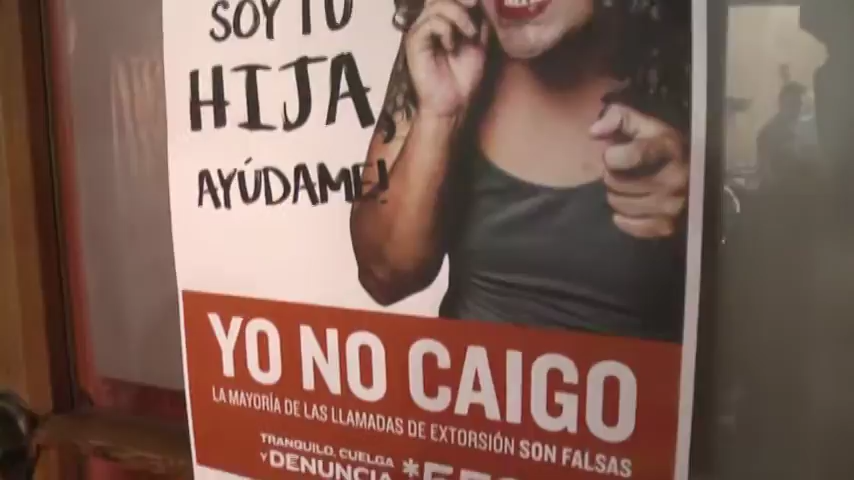 SOY TU
HIJA,
AYÚDAME!
YO NO CAIGO
LA MAYORÍA DE LAS LLAMADAS DE EXTORSIÓN SON FALSAS
TRANQUILO, CUELGA
Y DENUNCIA